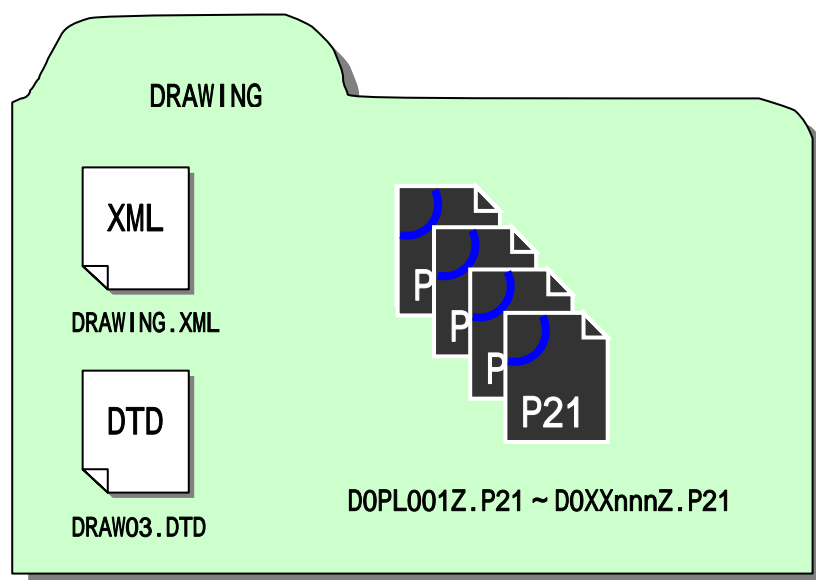 DRAWING
XML
DRAWING.XML
DTD
DRAW03.DTD
P
P
P
P21
D0PL001Z.P21 ~ D0XXnnnZ.P21